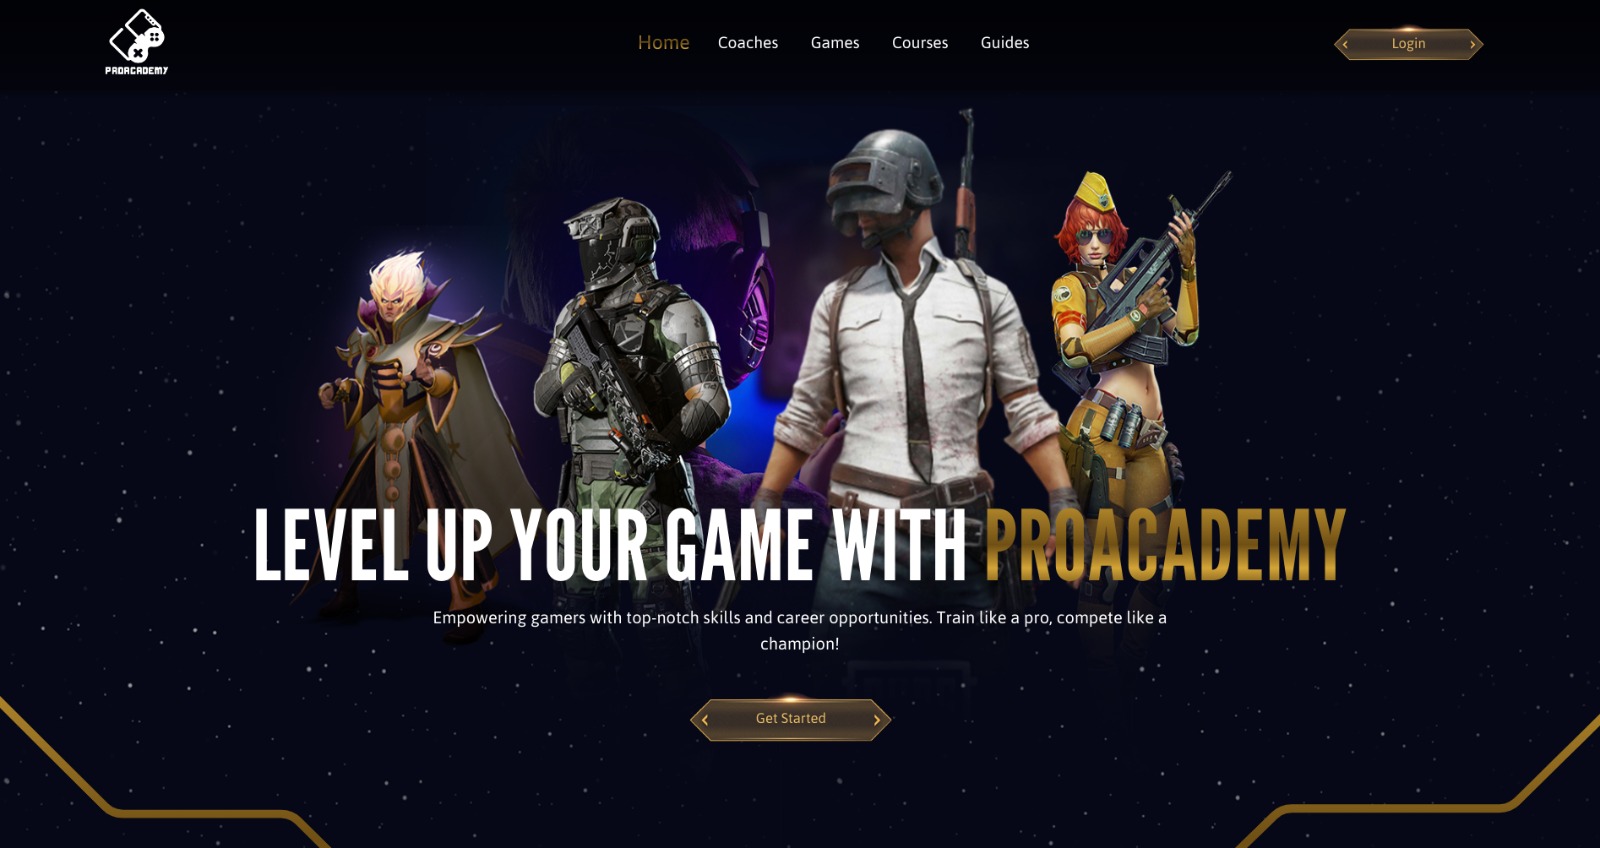 PROACADEMY
Home Coaches Games Courses Guides
Login
LEVEL UP YOUR GAME WITH PROACADEMY
Empowering gamers with top-notch skills and career opportunities. Train like a pro, compete like a
champion!
Get Started